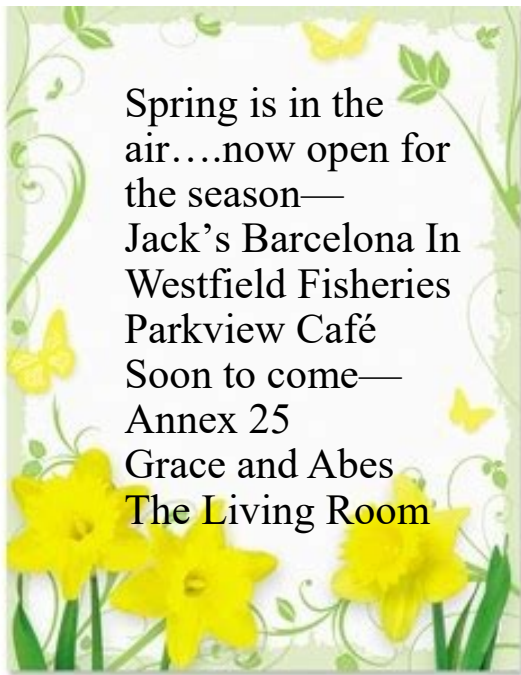 Spring is in the
air….now open for
the season—
Jack’s Barcelona In
Westfield Fisheries
Parkview Café
Soon to come—
Annex 25
Grace and Abes
The Living Room